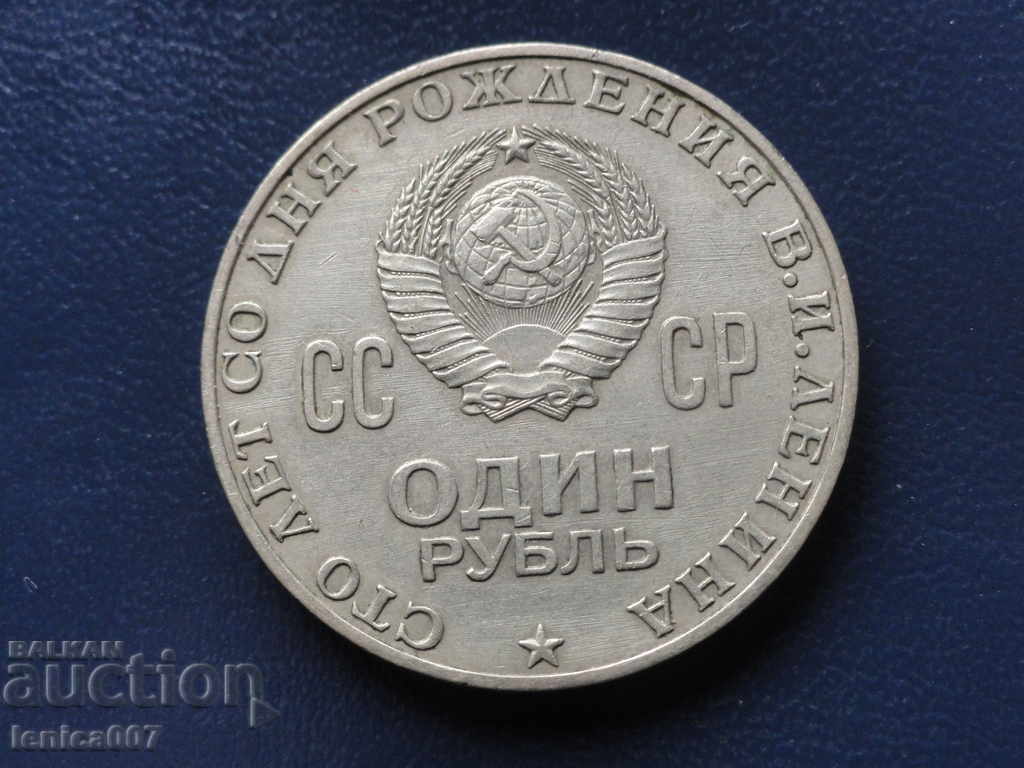 СТО ЛЕТ СО ДНЯ РОЖДЕНИЯ В.И.ЛЕНИНА
СС СР
ОДИН
РУБЛЬ
BALKAN
auction
lenica007